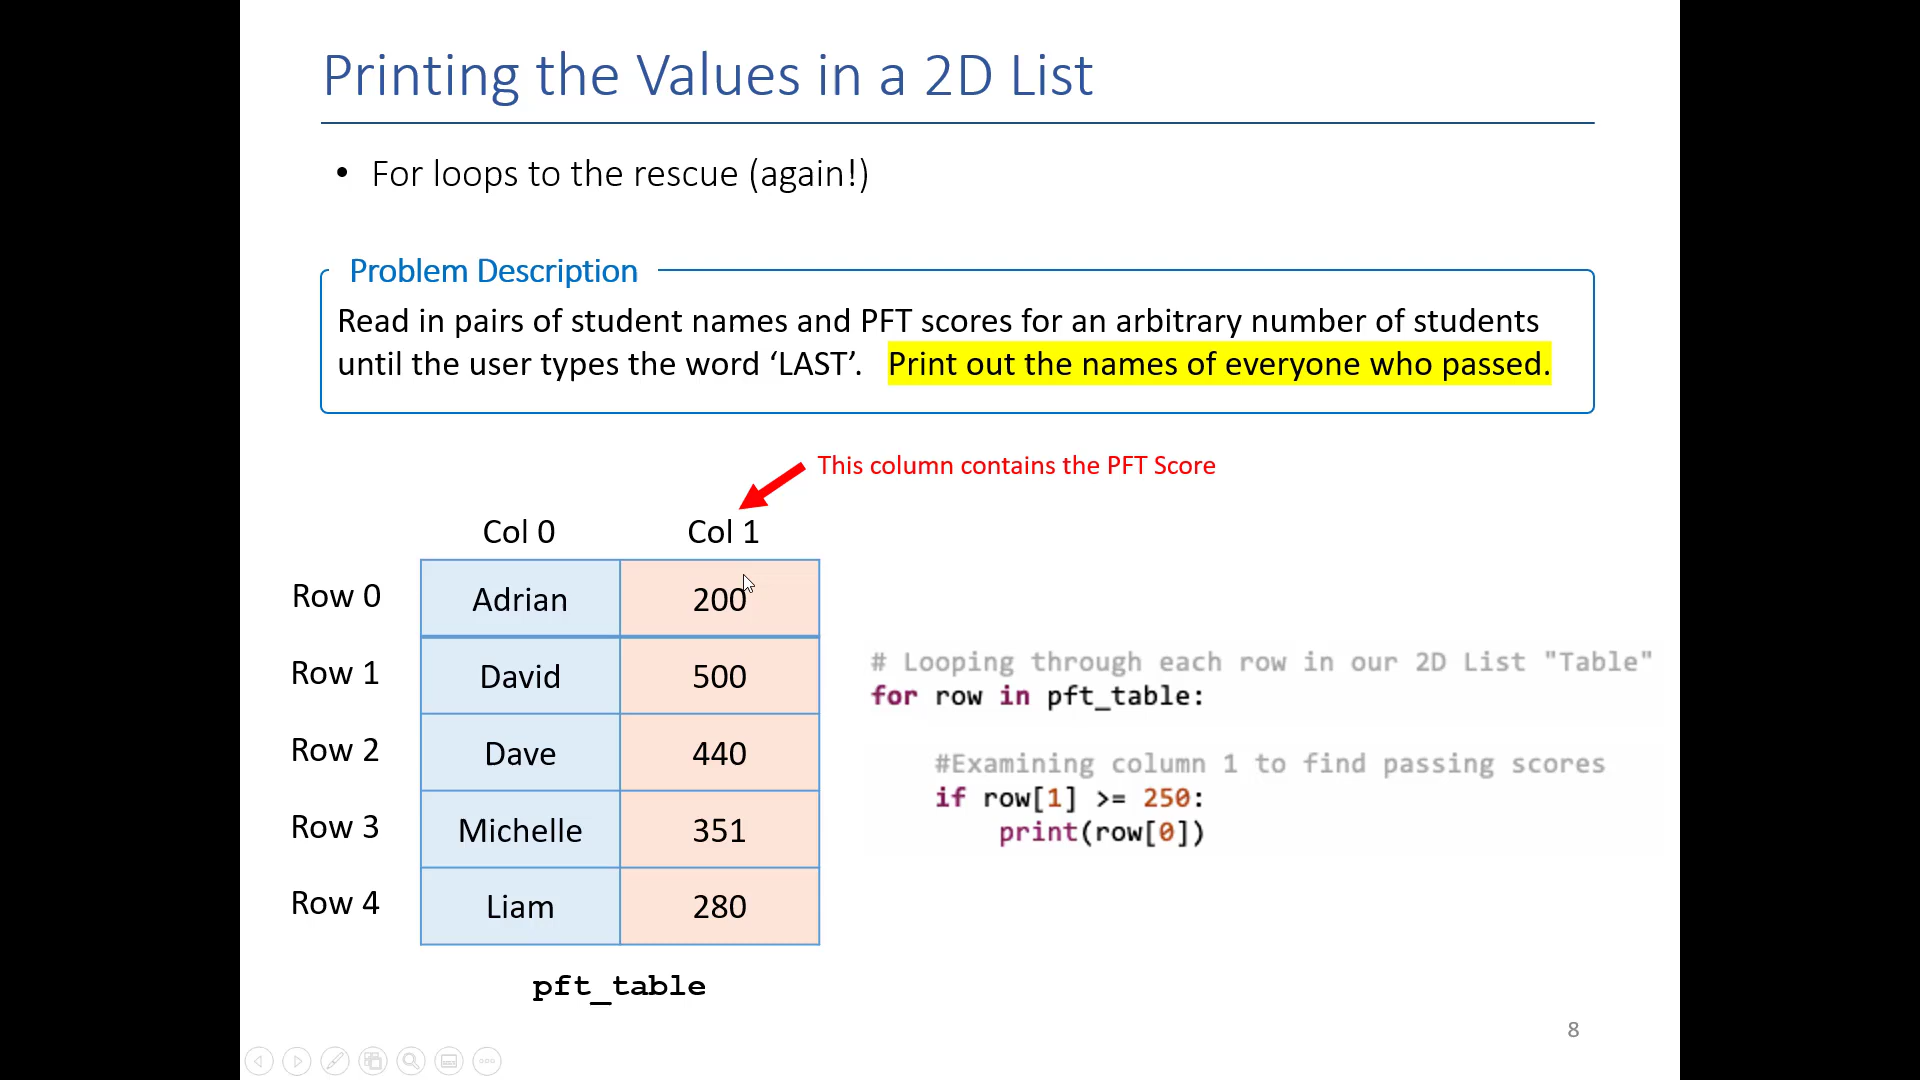 Printing the Values in a 2D List
• For loops to the rescue (again!)
Problem Description
Read in pairs of student names and PFT scores for an arbitrary number of students
until the user types the word ‘LAST’. Print out the names of everyone who passed.
This column contains the PFT Score
Col 0 Col 1
Row 0 Adrian 200
Row 1 David 500
Row 2 Dave 440
Row 3 Michelle 351
Row 4 Liam 280
pft_table
# Looping through each row in our 2D List "Table"
for row in pft_table:
#Examining column 1 to find passing scores
if row[1] >= 250:
print(row[0])
8